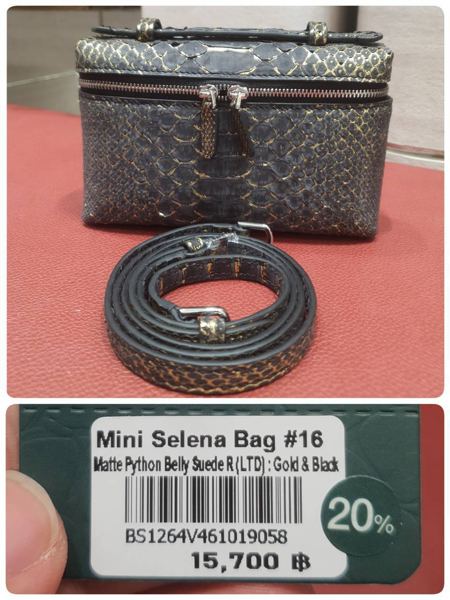 Mini Selena Bag #16
Matte Python Belly Suede R (LTD) : Gold & Black
BS1264V461019058
20%
15,700 ฿